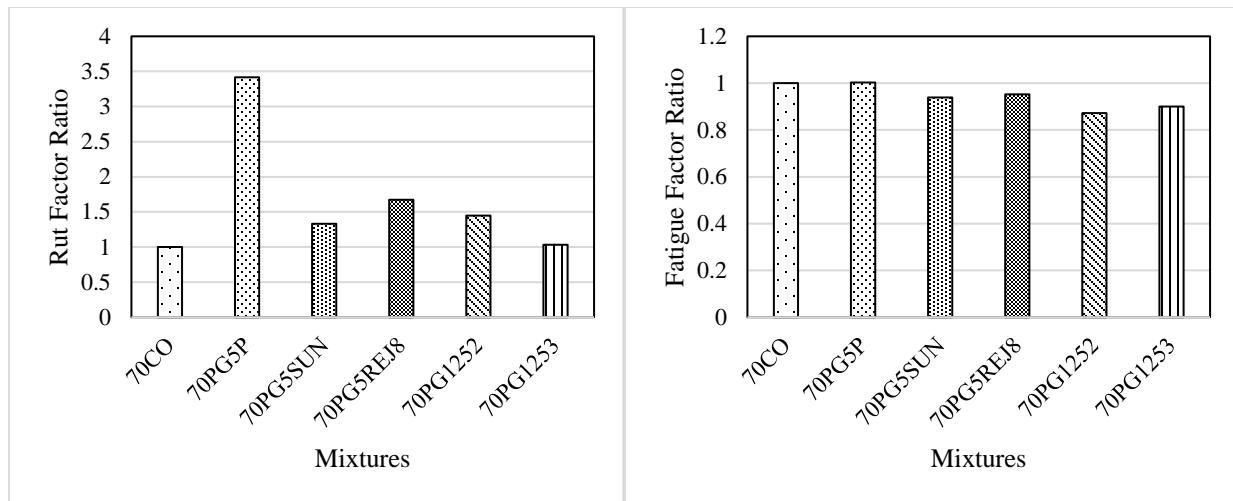 Rut Factor Ratio
4
3.5
3
2.5
2
1.5
1
0.5
0
70CO
70PG5P
70PG5SUN
70PG5REJ8
70PG1252
70PG1253
Mixtures
Fatigue Factor Ratio
1.2
1
0.8
0.6
0.4
0.2
0
70CO
70PG5P
70PG5SUN
70PG5REJ8
70PG1252
70PG1253
Mixtures